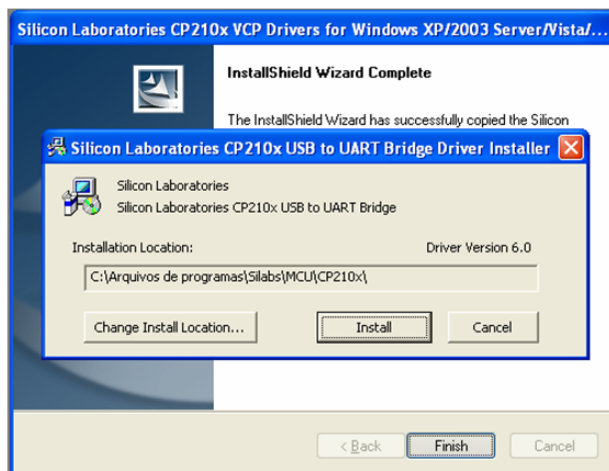 Silicon Laboratories CP210x VCP Drivers for Windows XP/2003 Server/Vista/...
InstallShield Wizard Complete
The InstallShield Wizard has successfully copied the Silicon
Silicon Laboratories CP210x USB to UART Bridge Driver Installer
Silicon Laboratories
Silicon Laboratories CP210x USB to UART Bridge
Installation Location: Driver Version 6.0
C:\Arquivos de programas\Silabs\MCU\CP210x\
Change Install Location... Install Cancel
< Back Finish Cancel